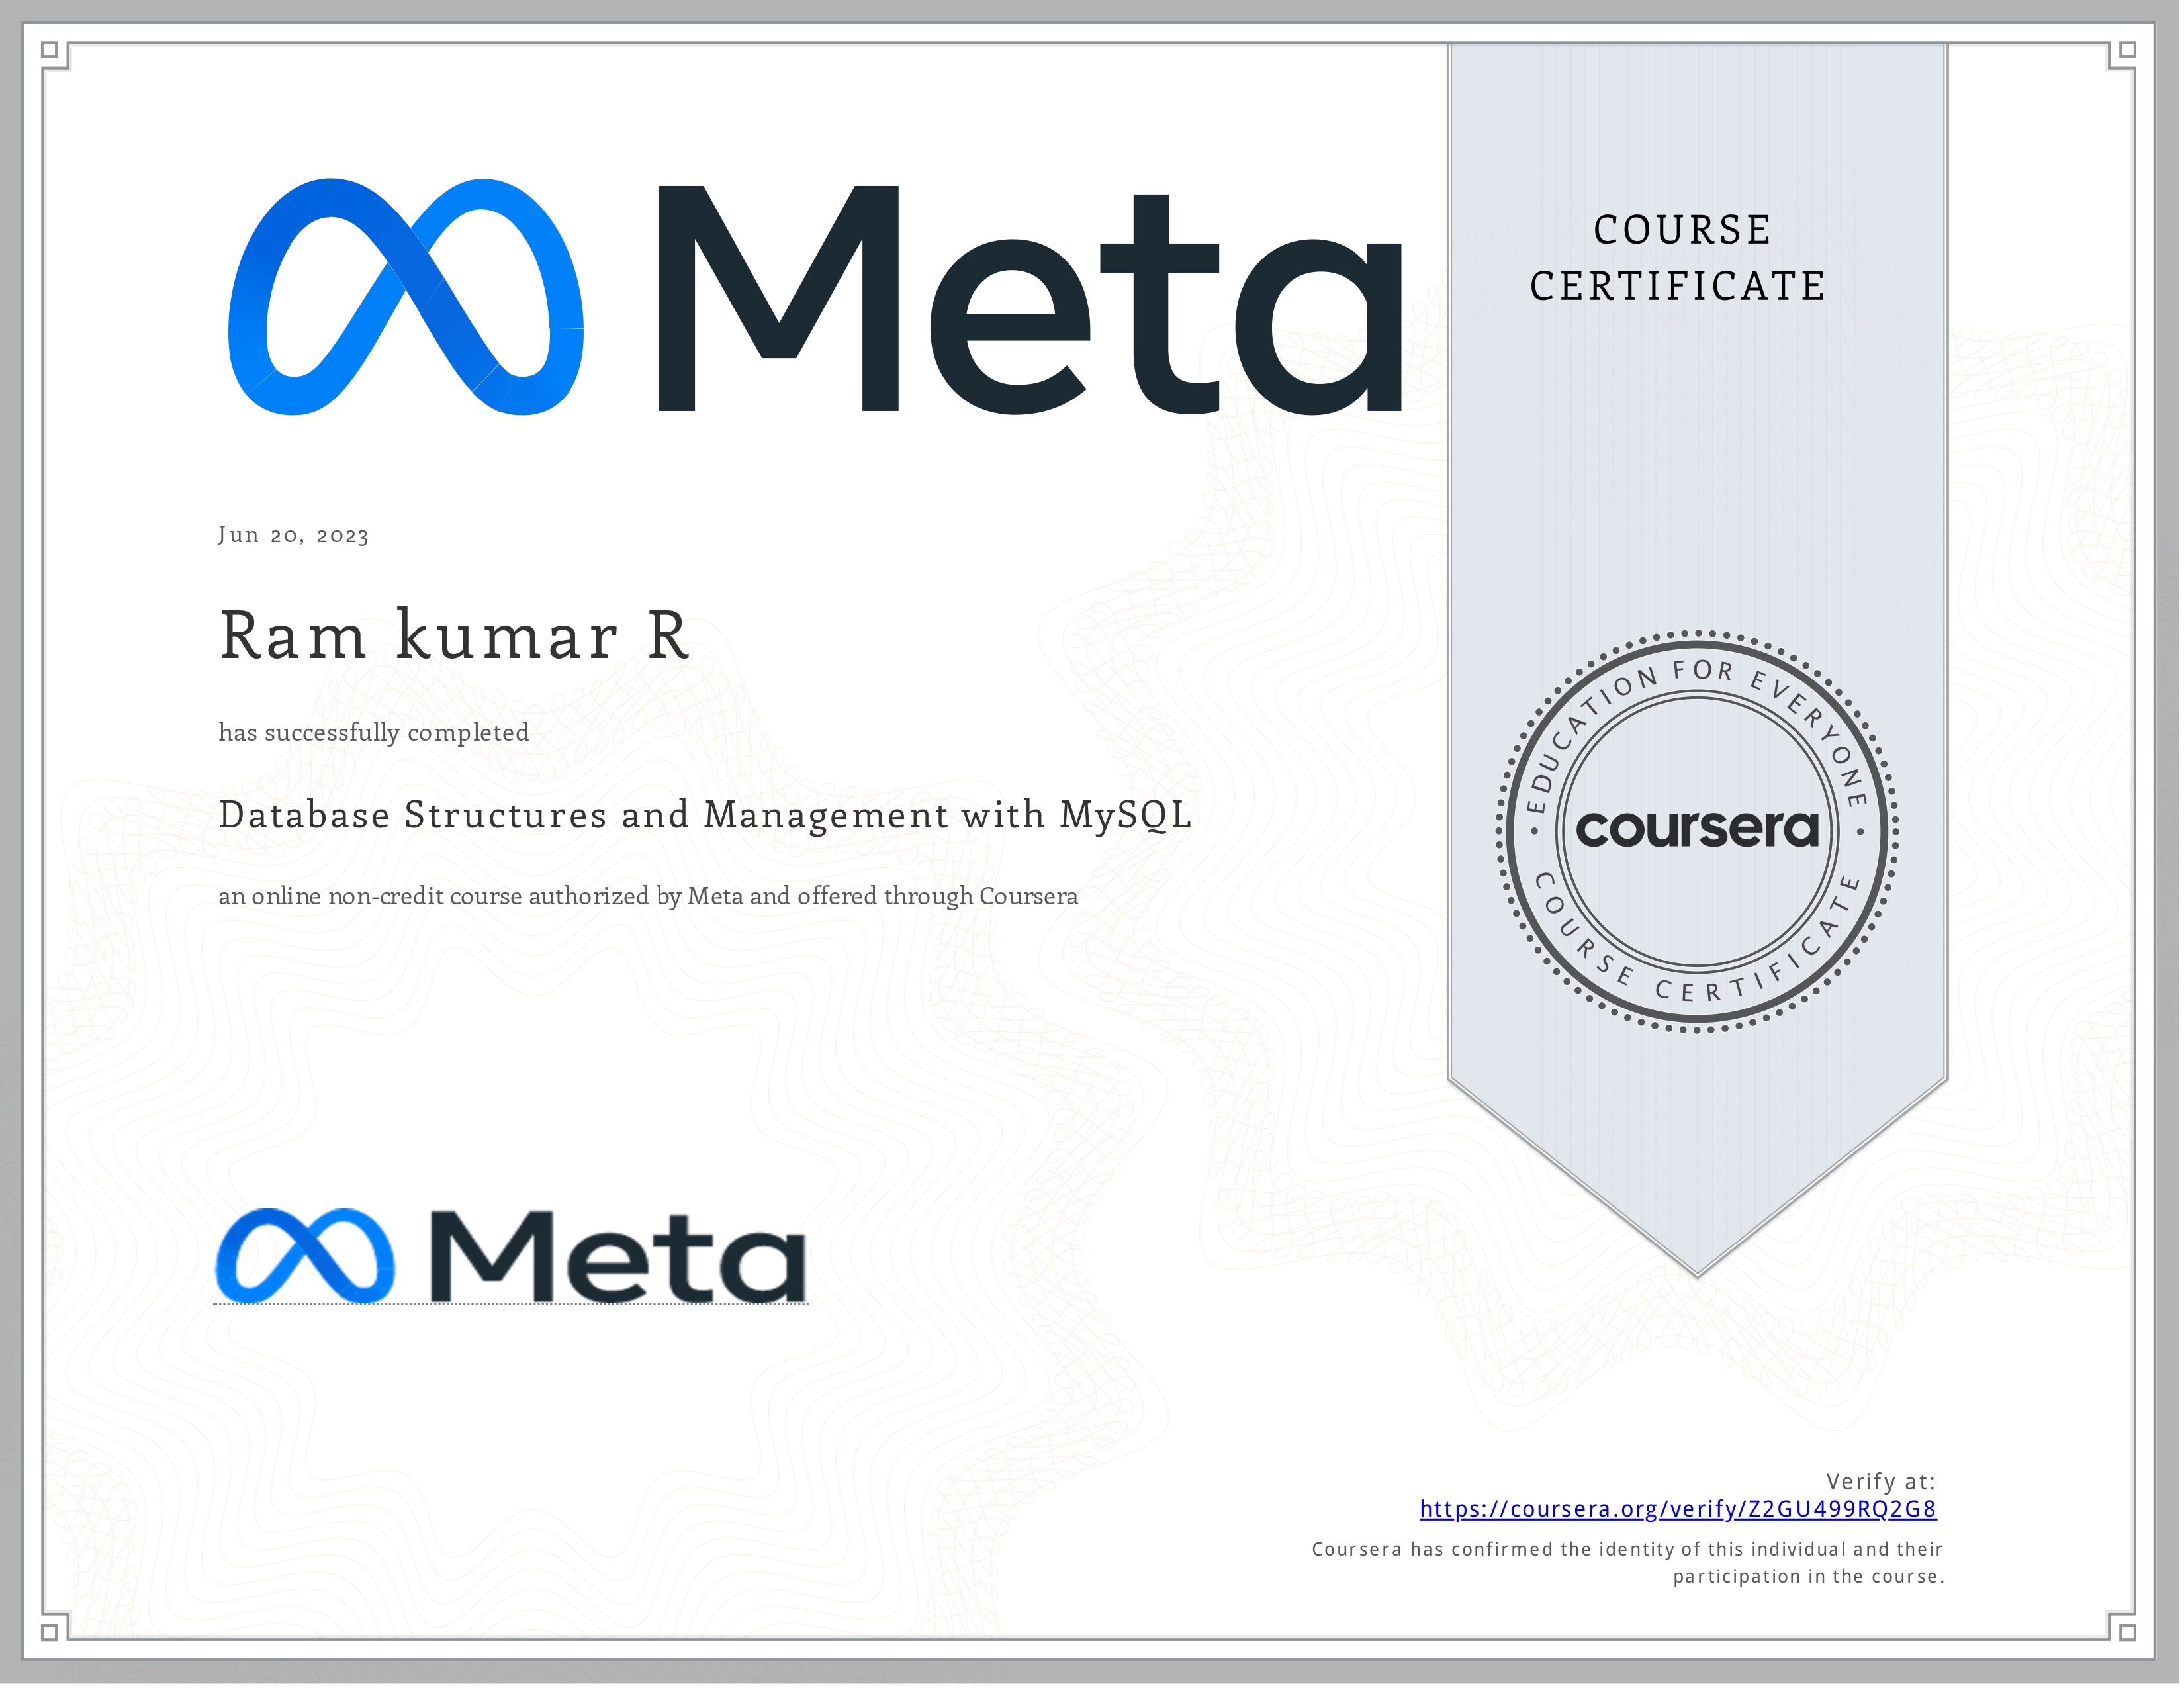 Meta
COURSE
CERTIFICATE
Jun 20, 2023
Ram kumar R
has successfully completed
Database Structures and Management with MySQL
an online non-credit course authorized by Meta and offered through Coursera
EDUCATION FOR EVERYONE
coursera
COURSE CERTIFICATE
Meta
Verify at:
https://coursera.org/verify/Z2GU499RQ2G8
Coursera has confirmed the identity of this individual and their
participation in the course.